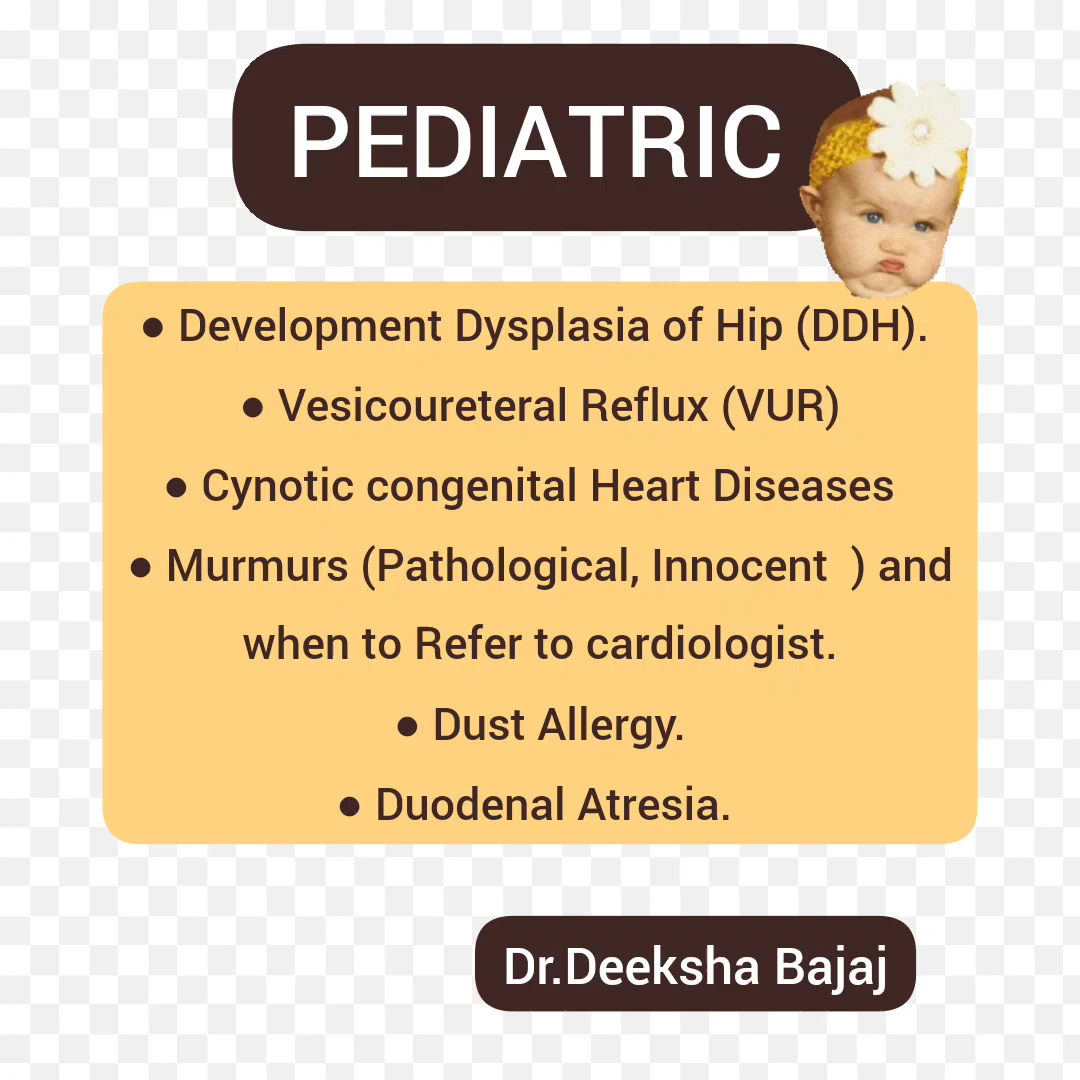 PEDIATRIC
● Development Dysplasia of Hip (DDH).
● Vesicoureteral Reflux (VUR)
● Cynotic congenital Heart Diseases
● Murmurs (Pathological, Innocent  ) and
when to Refer to cardiologist.
● Dust Allergy.
● Duodenal Atresia.
Dr.Deeksha Bajaj